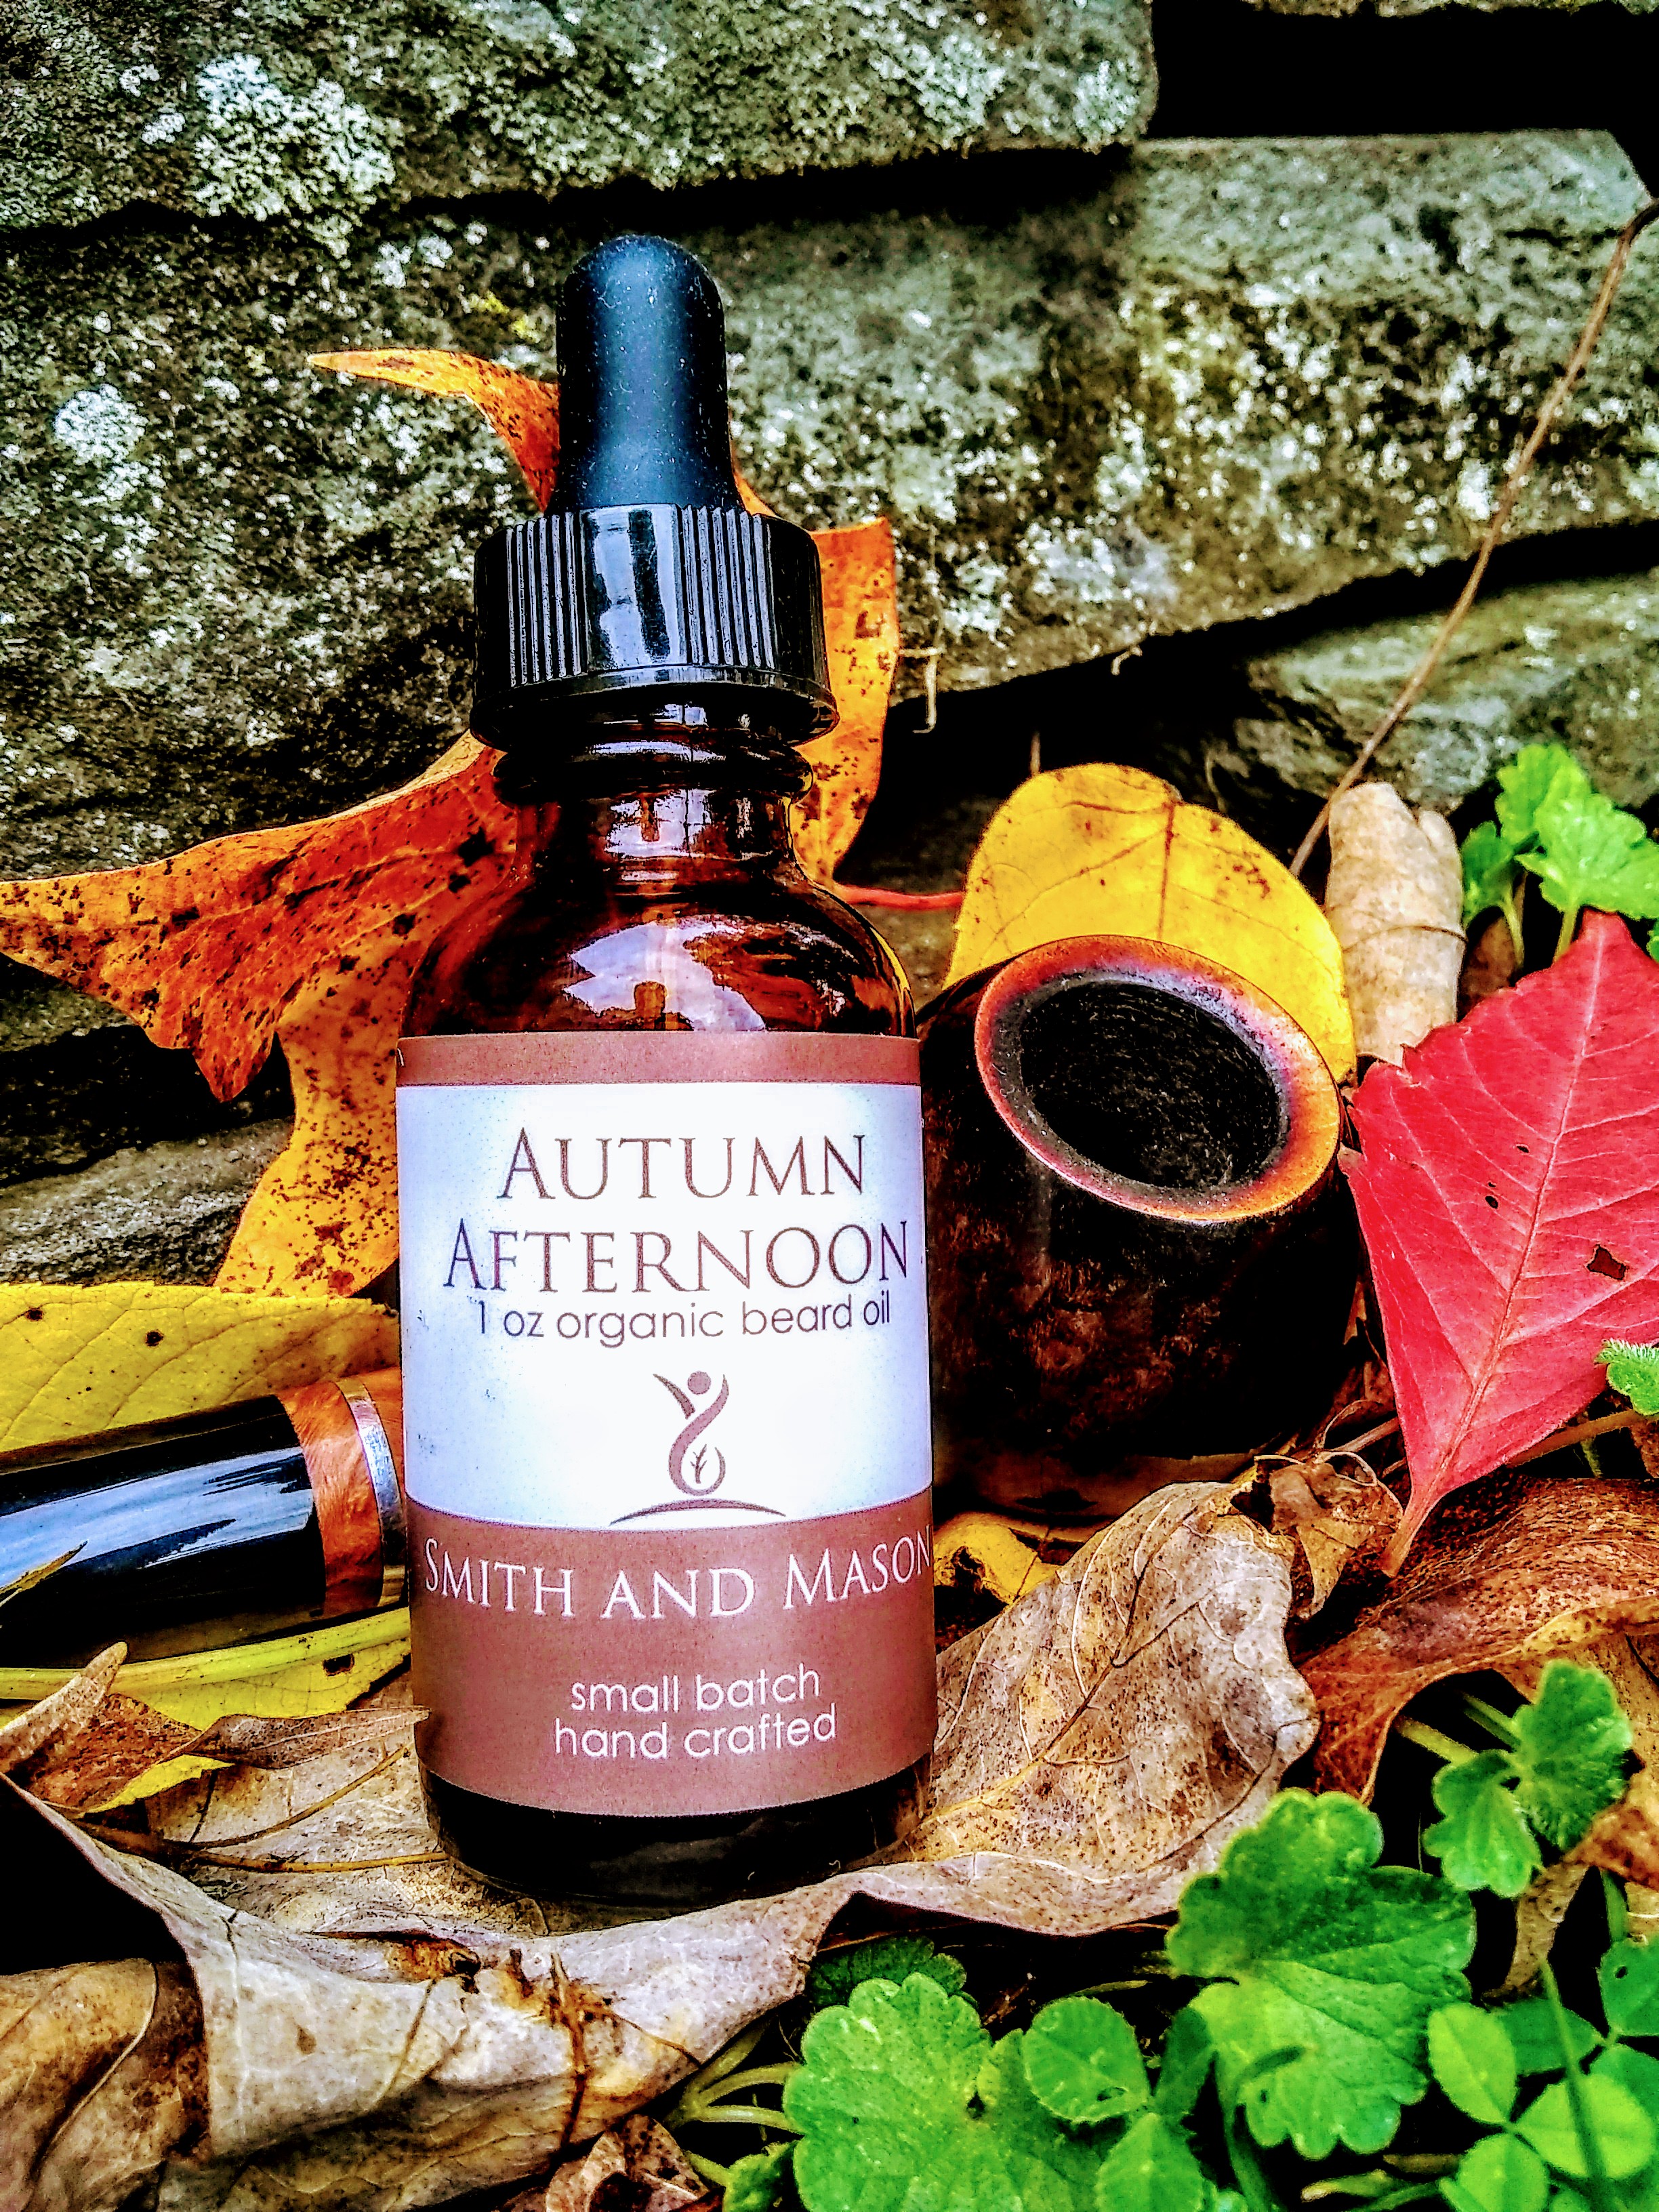 AUTUMN
AFTERNOON
1 oz organic beard oil
SMITH AND MASON
small batch
hand crafted